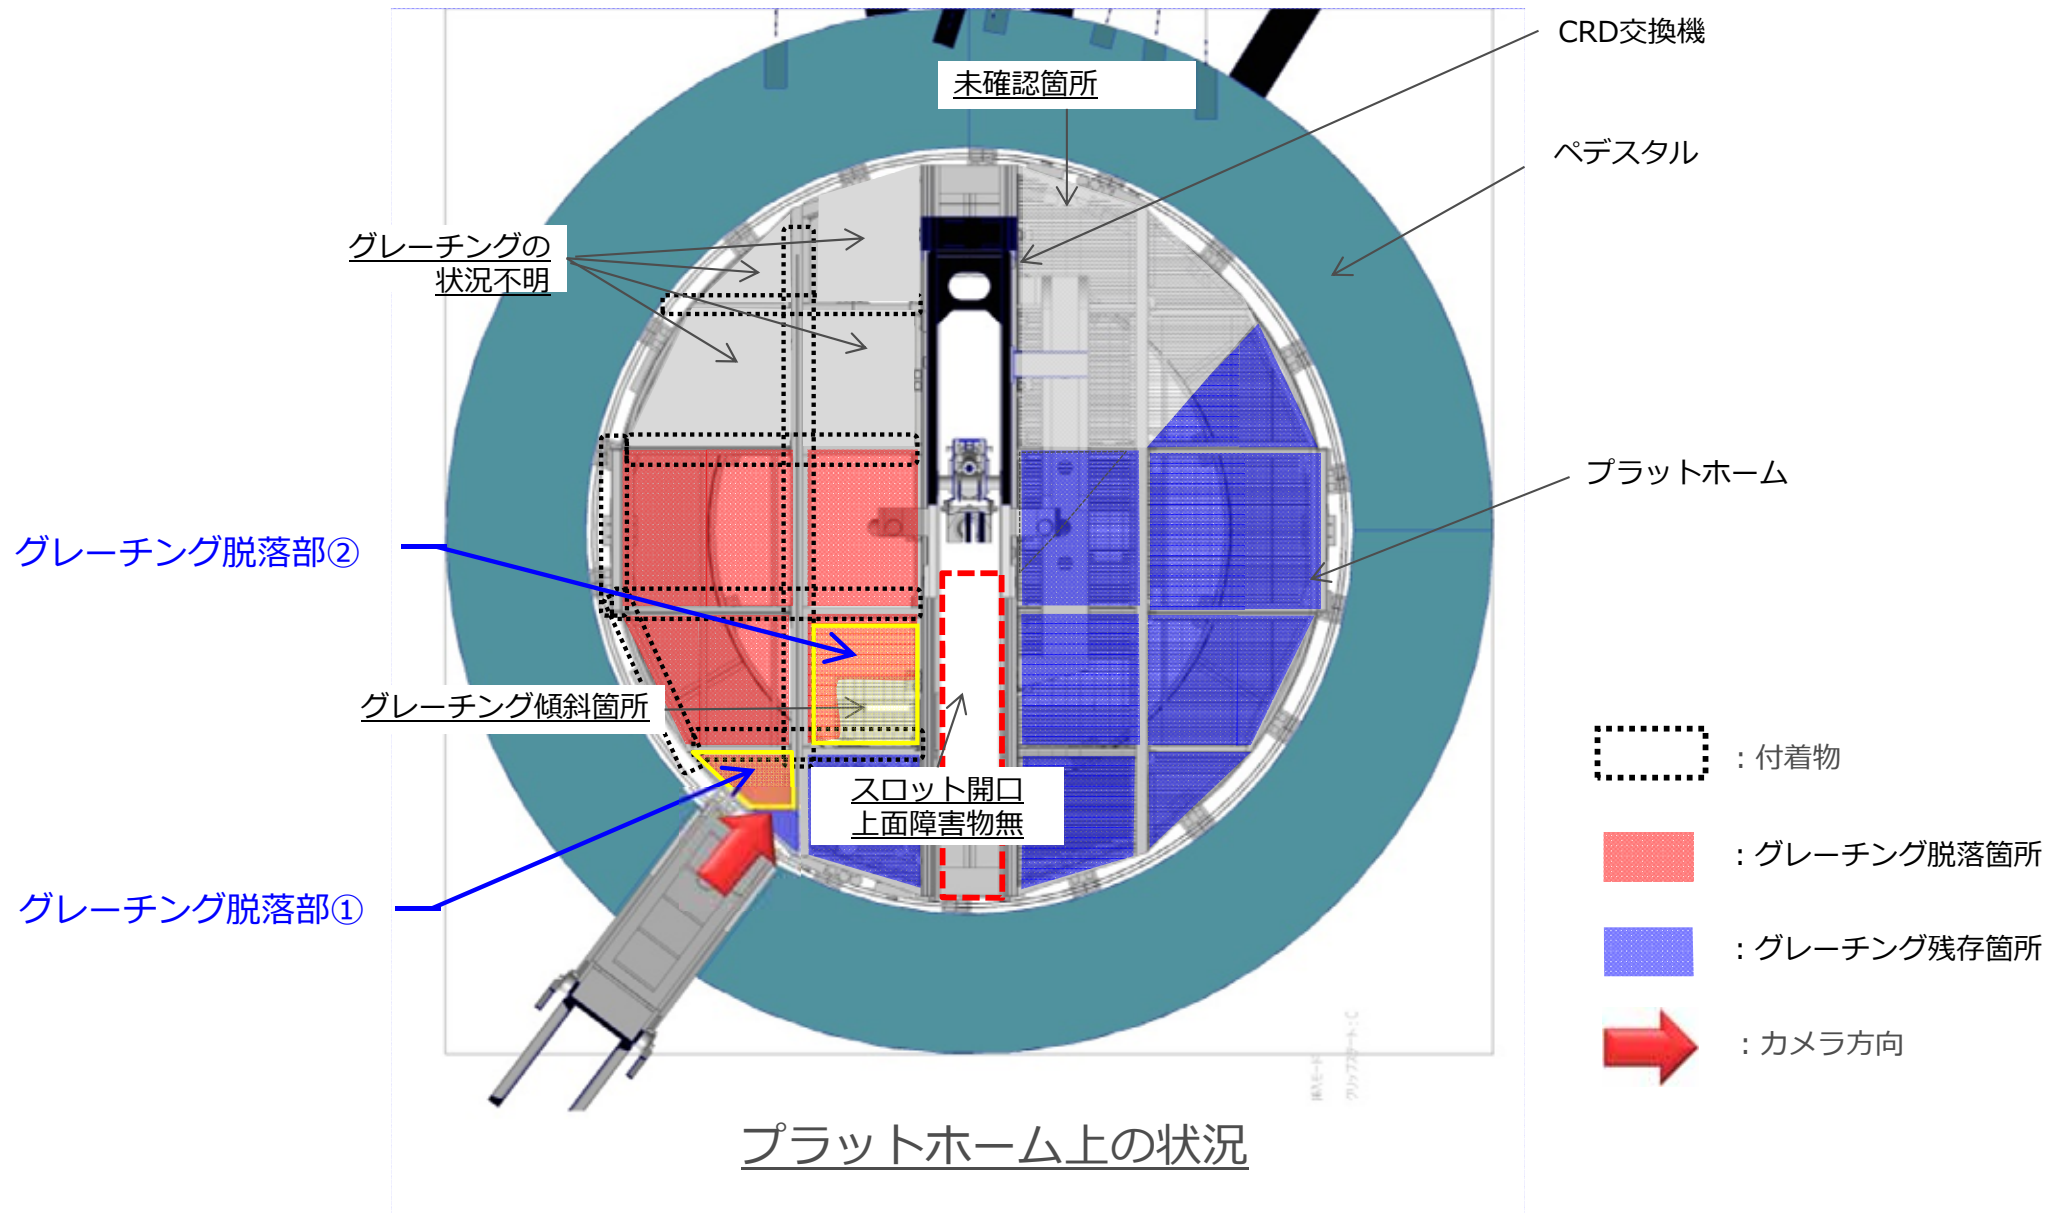 CRD交換機
未確認箇所
ペデスタル
グレーチングの
状況不明
プラットホーム
グレーチング脱落部②
グレーチング傾斜箇所
スロット開口
上面障害物無
グレーチング脱落部①
：付着物
：グレーチング脱落箇所
：グレーチング残存箇所
：カメラ方向
プラットホーム上の状況